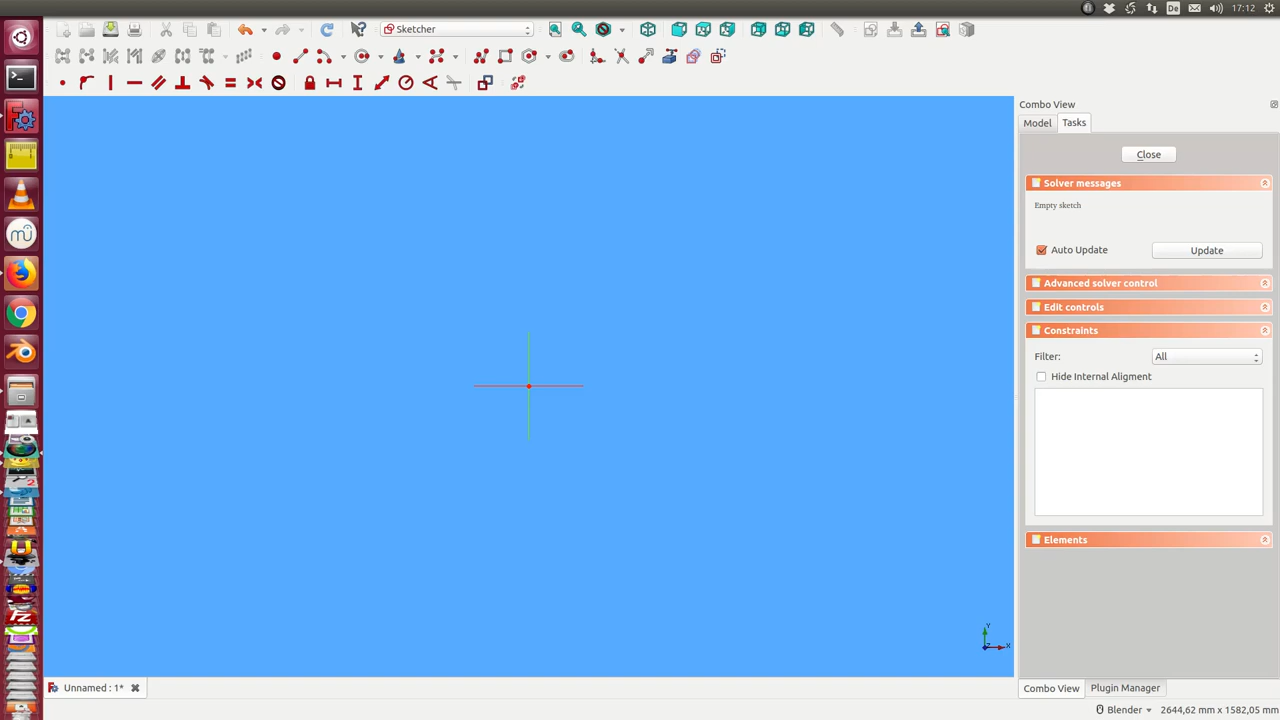 De
17:12
Sketcher
Combo View
Model
Tasks
Close
Solver messages
Empty sketch
Auto Update
Update
Advanced solver control
Edit controls
Constraints
Filter:
All
Hide Internal Aligment
Elements
Y
X
Unnamed : 1*
Combo View
Plugin Manager
Blender
2644,62 mm x 1582,05 mm